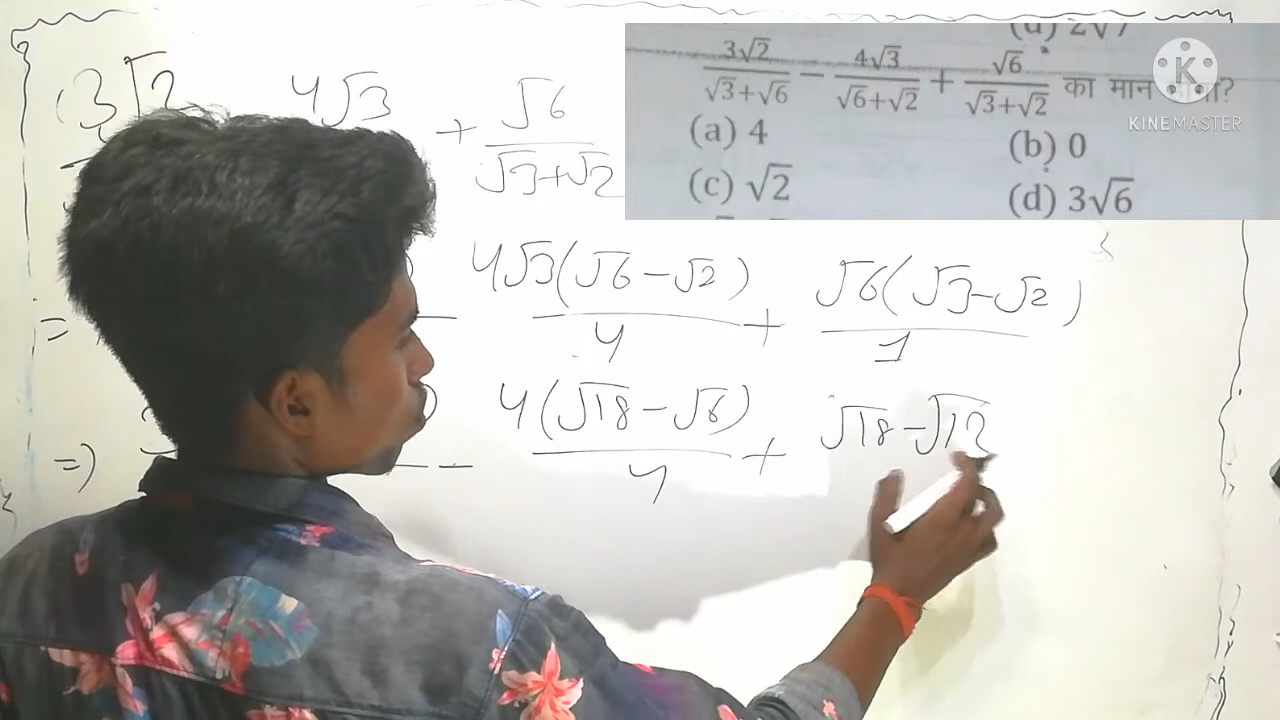 (d) 2√7
3√2/(√3+√6) − 4√3/(√6+√2) + √6/(√3+√2) का मान
KINEMASTER
(a) 4
(b) 0
(c) √2
(d) 3√6
3√2 4√3 + √6/(√3+√2)
= − 4√3(√6−√2)/4 + √6(√3−√2)/1
⇒) − 4(√18−√6)/4 + √18−√12